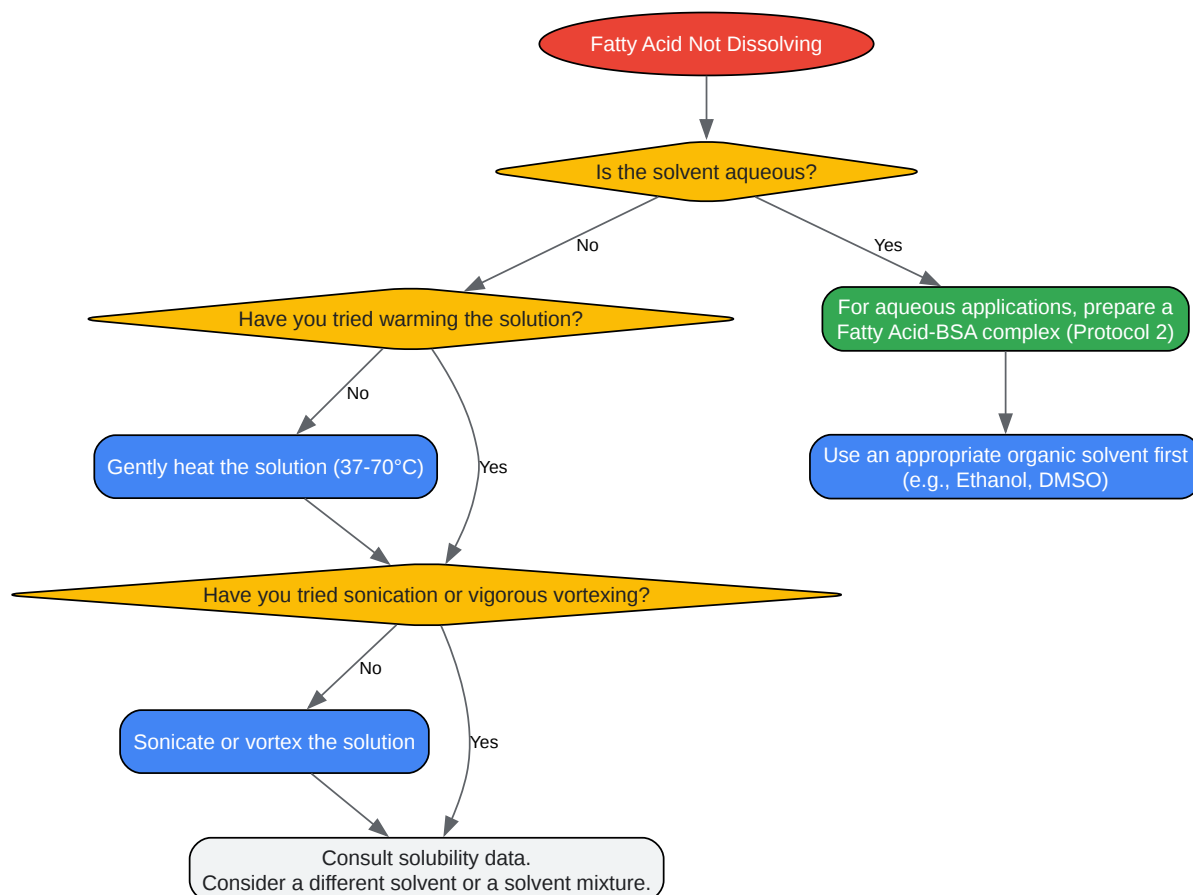 Fatty Acid Not Dissolving
Is the solvent aqueous?
No
Yes
Have you tried warming the solution?
For aqueous applications, prepare a
Fatty Acid-BSA complex (Protocol 2)
No
Yes
Gently heat the solution (37-70°C)
Use an appropriate organic solvent first
(e.g., Ethanol, DMSO)
Have you tried sonication or vigorous vortexing?
No
Yes
Sonicate or vortex the solution
Consult solubility data.
Consider a different solvent or a solvent mixture.